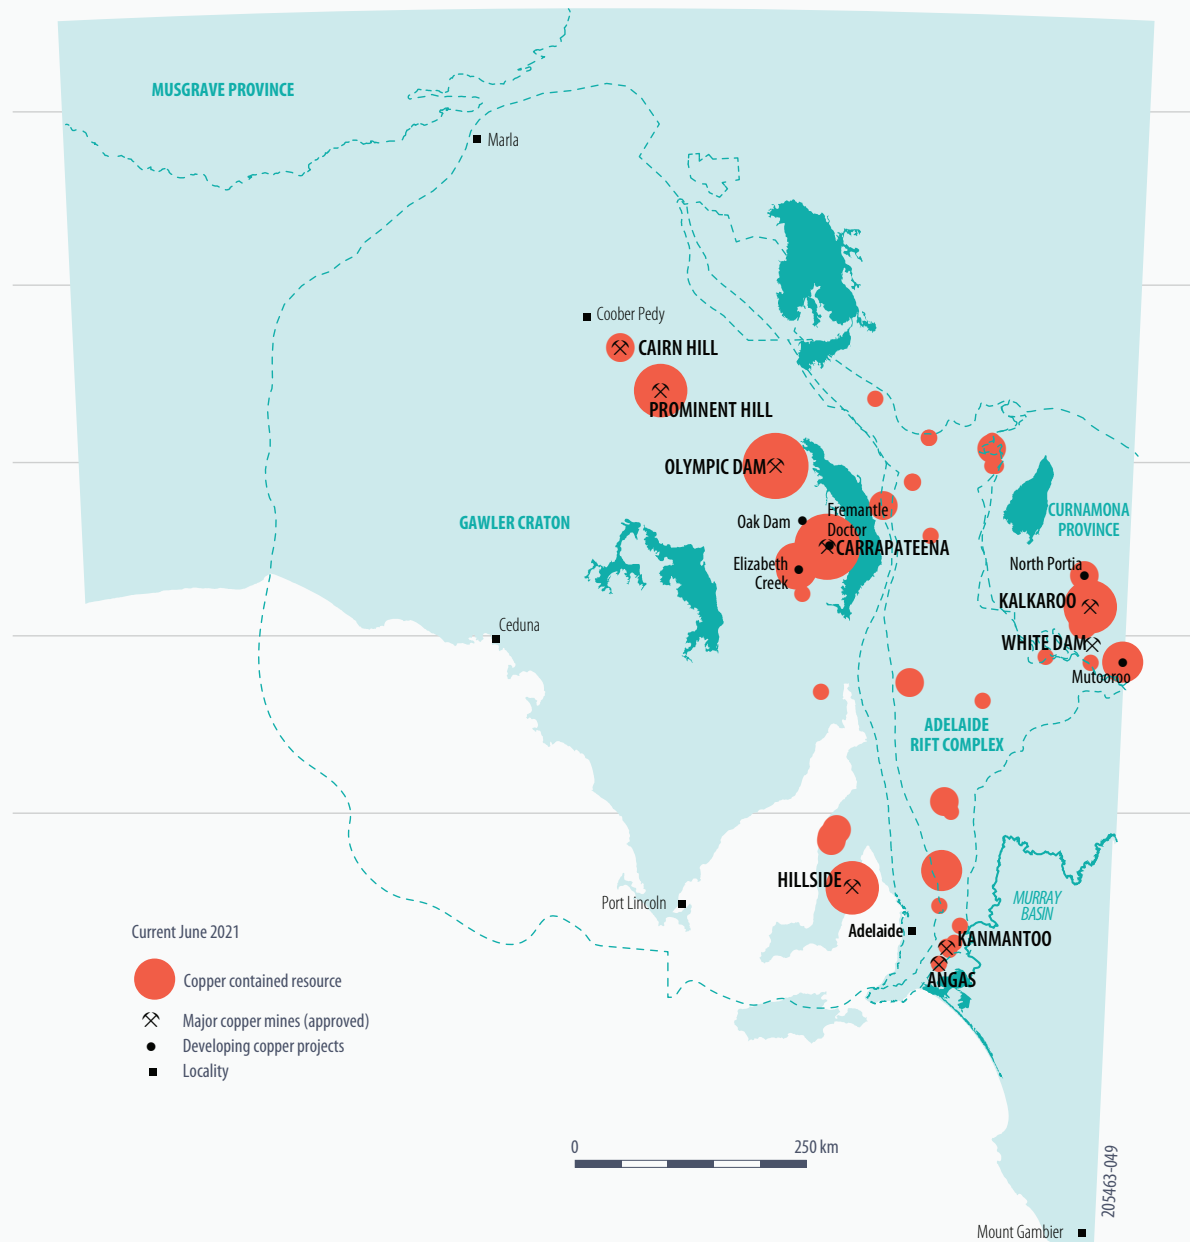 MUSGRAVE PROVINCE
Marla
Coober Pedy
CAIRN HILL
PROMINENT HILL
OLYMPIC DAM
GAWLER CRATON
Oak Dam
Fremantle
Doctor
CARRAPATEENA
Elizabeth
Creek
CURNAMONA
PROVINCE
North Portia
KALKAROO
WHITE DAM
Mutooroo
Ceduna
ADELAIDE
RIFT COMPLEX
HILLSIDE
Port Lincoln
MURRAY
BASIN
Adelaide
KANMANTOO
ANGAS
Current June 2021
Copper contained resource
Major copper mines (approved)
Developing copper projects
Locality
0 250 km
205463-049
Mount Gambier